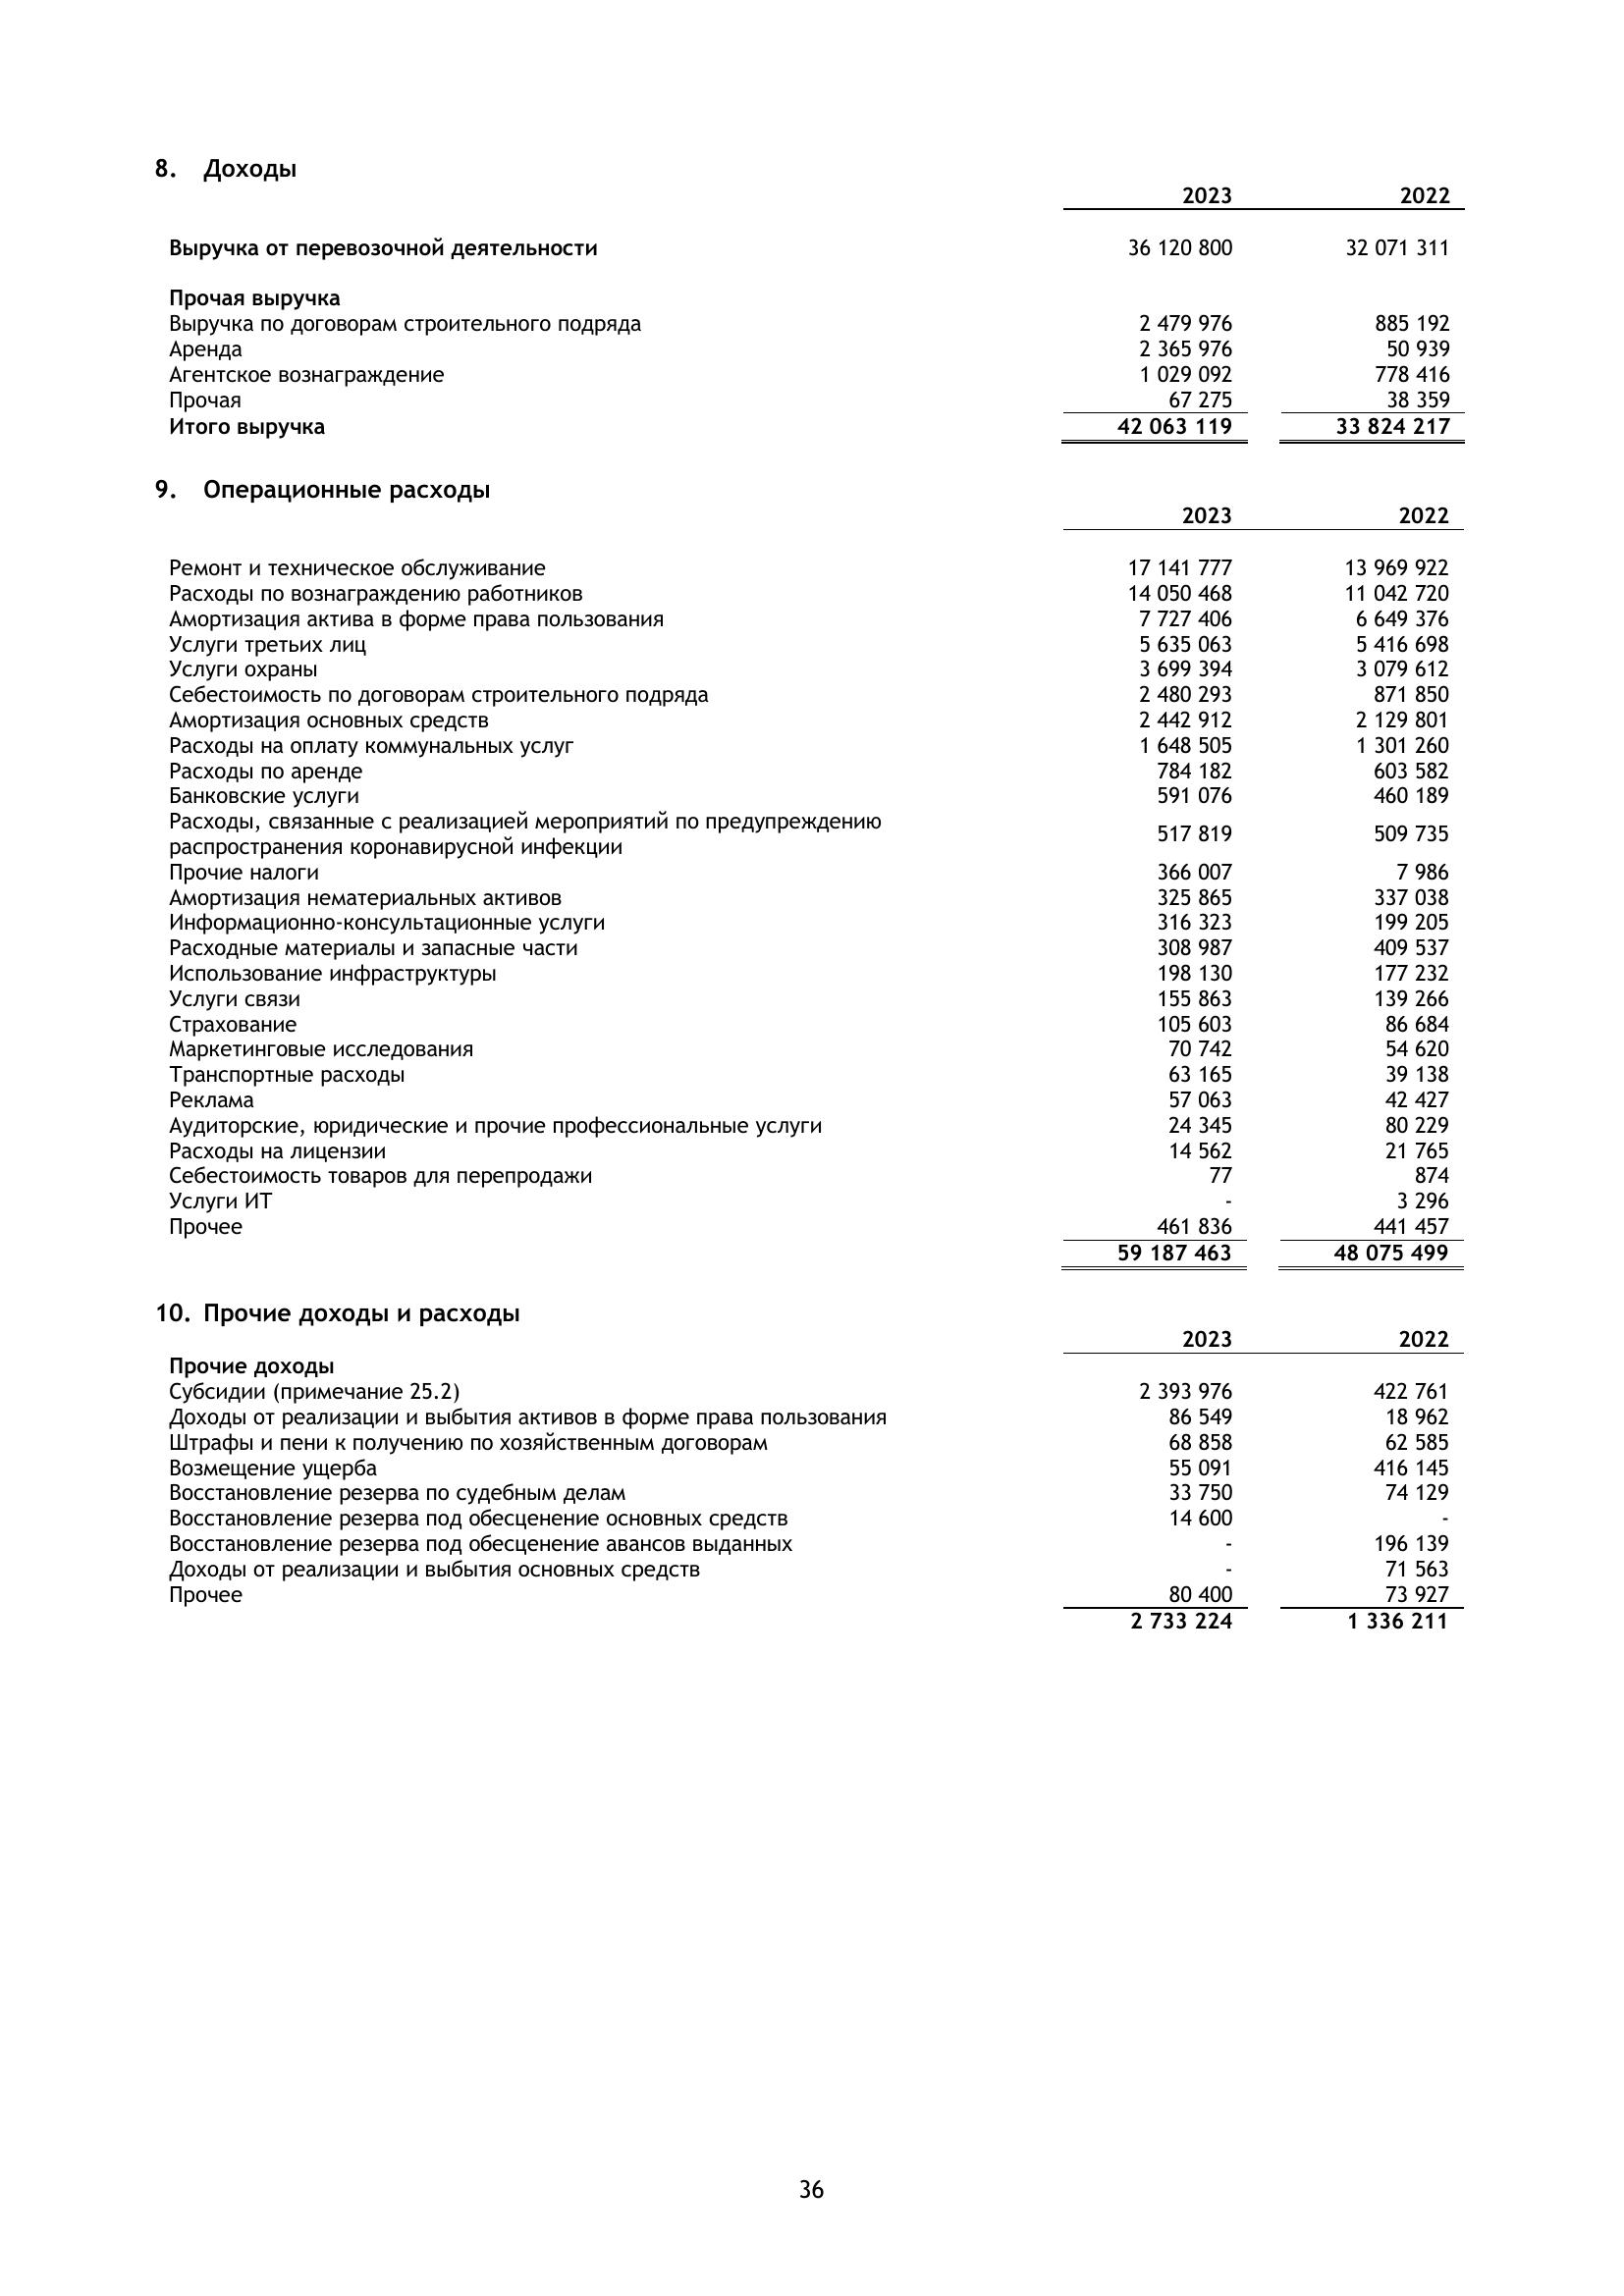 8. Доходы
2023 2022
Выручка от перевозочной деятельности 36 120 800 32 071 311
Прочая выручка
Выручка по договорам строительного подряда 2 479 976 885 192
Аренда 2 365 976 50 939
Агентское вознаграждение 1 029 092 778 416
Прочая 67 275 38 359
Итого выручка 42 063 119 33 824 217
9. Операционные расходы
2023 2022
Ремонт и техническое обслуживание 17 141 777 13 969 922
Расходы по вознаграждению работников 14 050 468 11 042 720
Амортизация актива в форме права пользования 7 727 406 6 649 376
Услуги третьих лиц 5 635 063 5 416 698
Услуги охраны 3 699 394 3 079 612
Себестоимость по договорам строительного подряда 2 480 293 871 850
Амортизация основных средств 2 442 912 2 129 801
Расходы на оплату коммунальных услуг 1 648 505 1 301 260
Расходы по аренде 784 182 603 582
Банковские услуги 591 076 460 189
Расходы, связанные с реализацией мероприятий по предупреждению
распространения коронавирусной инфекции 517 819 509 735
Прочие налоги 366 007 7 986
Амортизация нематериальных активов 325 865 337 038
Информационно-консультационные услуги 316 323 199 205
Расходные материалы и запасные части 308 987 409 537
Использование инфраструктуры 198 130 177 232
Услуги связи 155 863 139 266
Страхование 105 603 86 684
Маркетинговые исследования 70 742 54 620
Транспортные расходы 63 165 39 138
Реклама 57 063 42 427
Аудиторские, юридические и прочие профессиональные услуги 24 345 80 229
Расходы на лицензии 14 562 21 765
Себестоимость товаров для перепродажи 77 874
Услуги ИТ - 3 296
Прочее 461 836 441 457
59 187 463 48 075 499
10. Прочие доходы и расходы
2023 2022
Прочие доходы
Субсидии (примечание 25.2) 2 393 976 422 761
Доходы от реализации и выбытия активов в форме права пользования 86 549 18 962
Штрафы и пени к получению по хозяйственным договорам 68 858 62 585
Возмещение ущерба 55 091 416 145
Восстановление резерва по судебным делам 33 750 74 129
Восстановление резерва под обесценение основных средств 14 600 -
Восстановление резерва под обесценение авансов выданных - 196 139
Доходы от реализации и выбытия основных средств - 71 563
Прочее 80 400 73 927
2 733 224 1 336 211
36